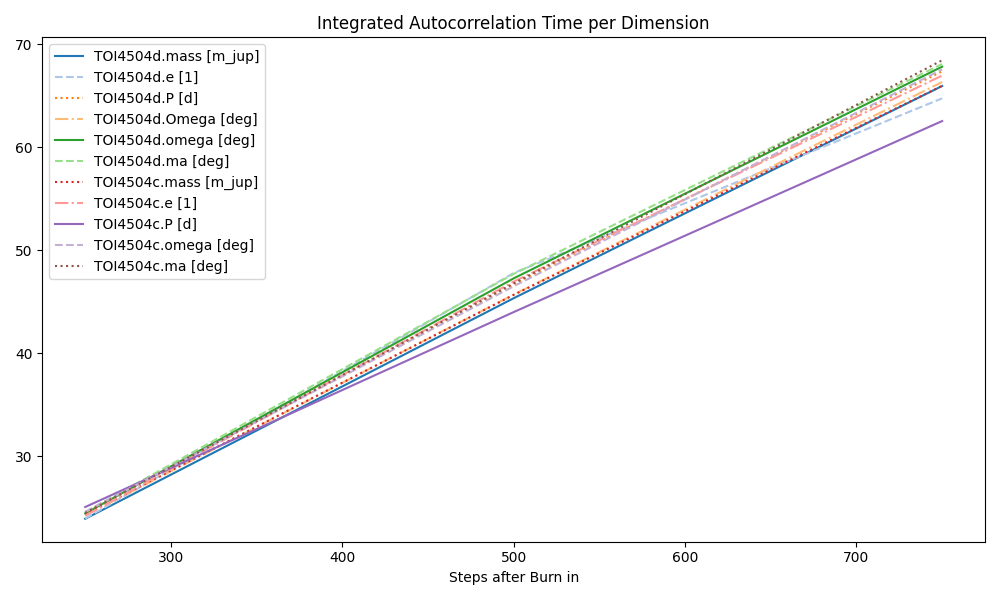 Integrated Autocorrelation Time per Dimension
70
60
50
40
30
TOI4504d.mass [m_jup]
TOI4504d.e [1]
TOI4504d.P [d]
TOI4504d.Omega [deg]
TOI4504d.omega [deg]
TOI4504d.ma [deg]
TOI4504c.mass [m_jup]
TOI4504c.e [1]
TOI4504c.P [d]
TOI4504c.omega [deg]
TOI4504c.ma [deg]
300 400 500 600 700
Steps after Burn in